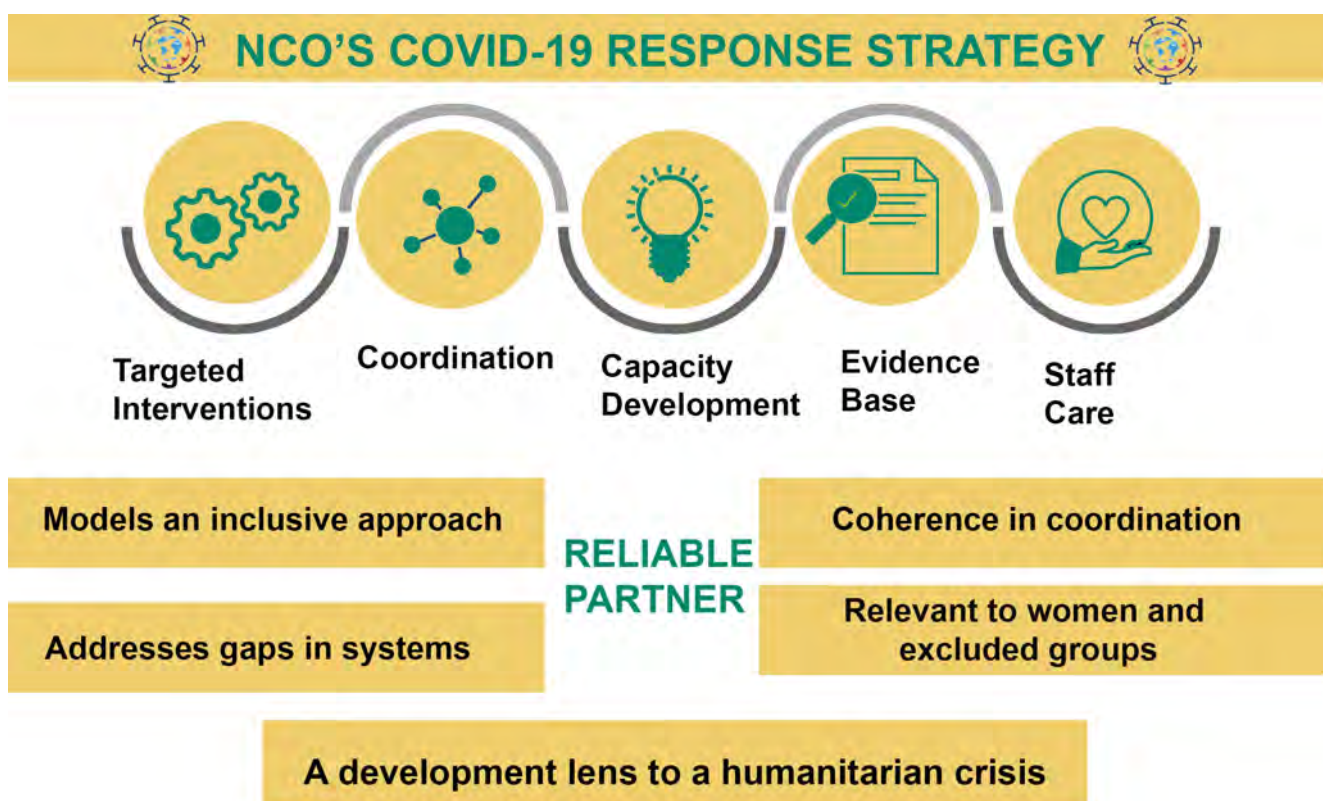 NCO'S COVID-19 RESPONSE STRATEGY
Targeted
Interventions
Coordination
Capacity
Development
Evidence
Base
Staff
Care
Models an inclusive approach
Addresses gaps in systems
RELIABLE
PARTNER
Coherence in coordination
Relevant to women and
excluded groups
A development lens to a humanitarian crisis